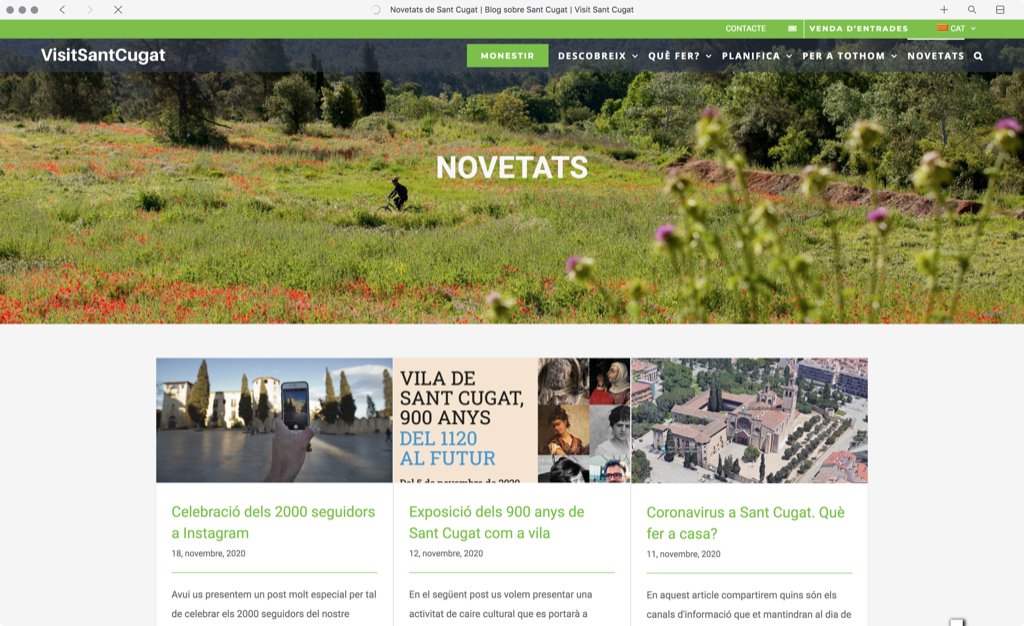 Novetats de Sant Cugat | Blog sobre Sant Cugat | Visit Sant Cugat
CONTACTE
VENDA D'ENTRADES
CAT
VisitSantCugat
MONESTIR
DESCOBREIX
QUÈ FER?
PLANIFICA
PER A TOTHOM
NOVETATS
NOVETATS
VILA DE
SANT CUGAT,
900 ANYS
DEL 1120
AL FUTUR
Del 5 de novembre de 2020
Celebració dels 2000 seguidors
a Instagram
18, novembre, 2020
Avui us presentem un post molt especial per tal
de celebrar els 2000 seguidors del nostre
Exposició dels 900 anys de
Sant Cugat com a vila
12, novembre, 2020
En el següent post us volem presentar una
activitat de caire cultural que es portarà a
Coronavirus a Sant Cugat. Què
fer a casa?
11, novembre, 2020
En aquest article compartirem quins són els
canals d'informació que et mantindran al dia de